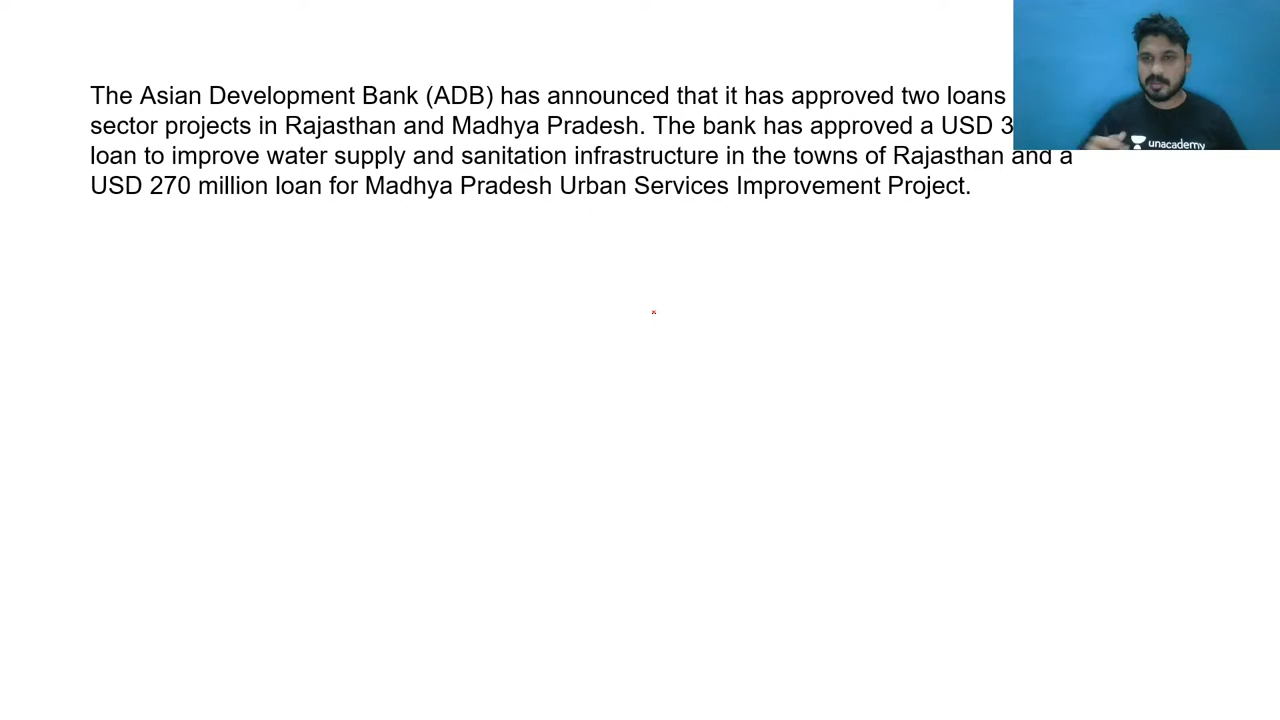 The Asian Development Bank (ADB) has announced that it has approved two loans
sector projects in Rajasthan and Madhya Pradesh. The bank has approved a USD 3
loan to improve water supply and sanitation infrastructure in the towns of Rajasthan and a
USD 270 million loan for Madhya Pradesh Urban Services Improvement Project.
unacademy